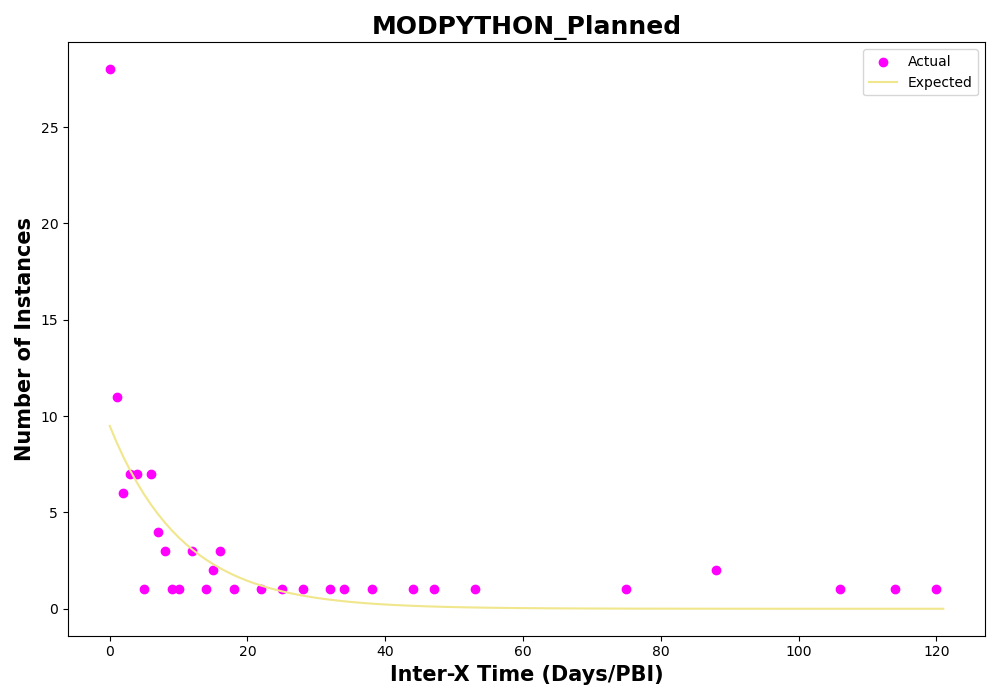 MODPYTHON_Planned
Actual
Expected
Number of Instances
25
20
15
10
5
0
0 20 40 60 80 100 120
Inter-X Time (Days/PBI)